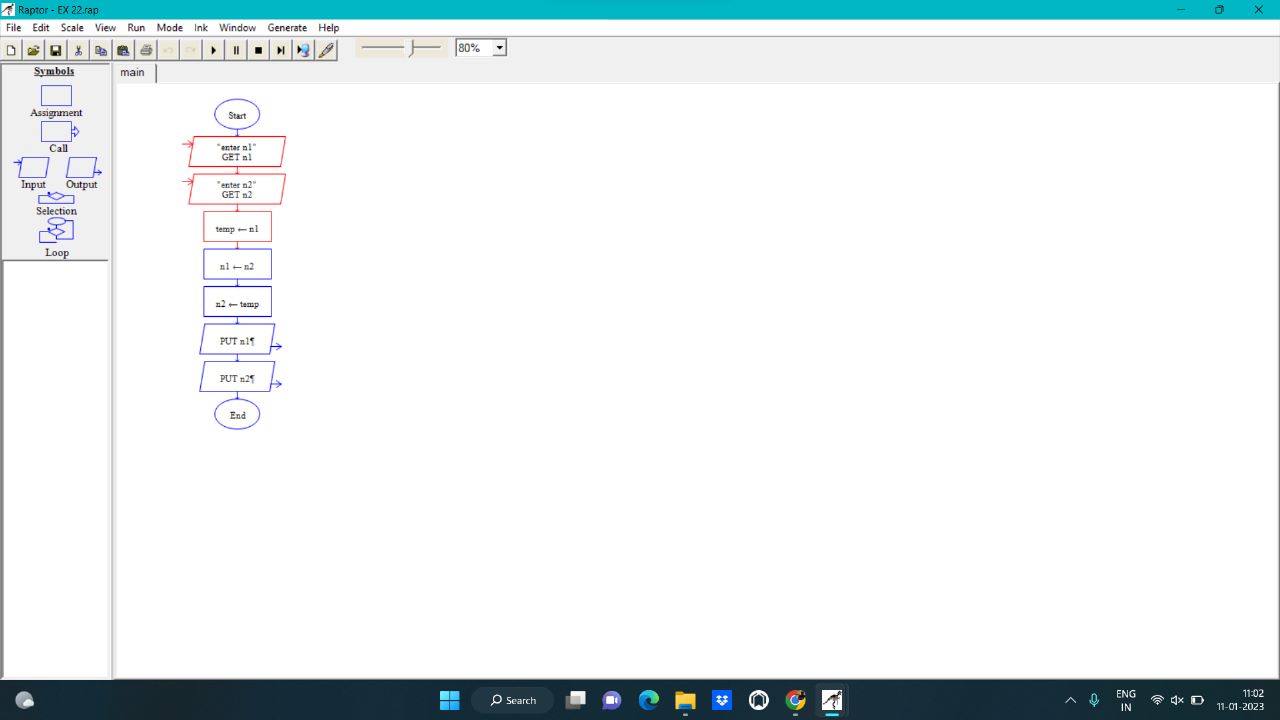 Raptor - EX 22.rap
File Edit Scale View Run Mode Ink Window Generate Help
80%
Symbols
Assignment
Call
Input Output
Selection
Loop
main
Start
"enter n1"
GET n1
"enter n2"
GET n2
temp ← n1
n1 ← n2
n2 ← temp
PUT n1¶
PUT n2¶
End
Search
ENG
IN
11:02
11-01-2023